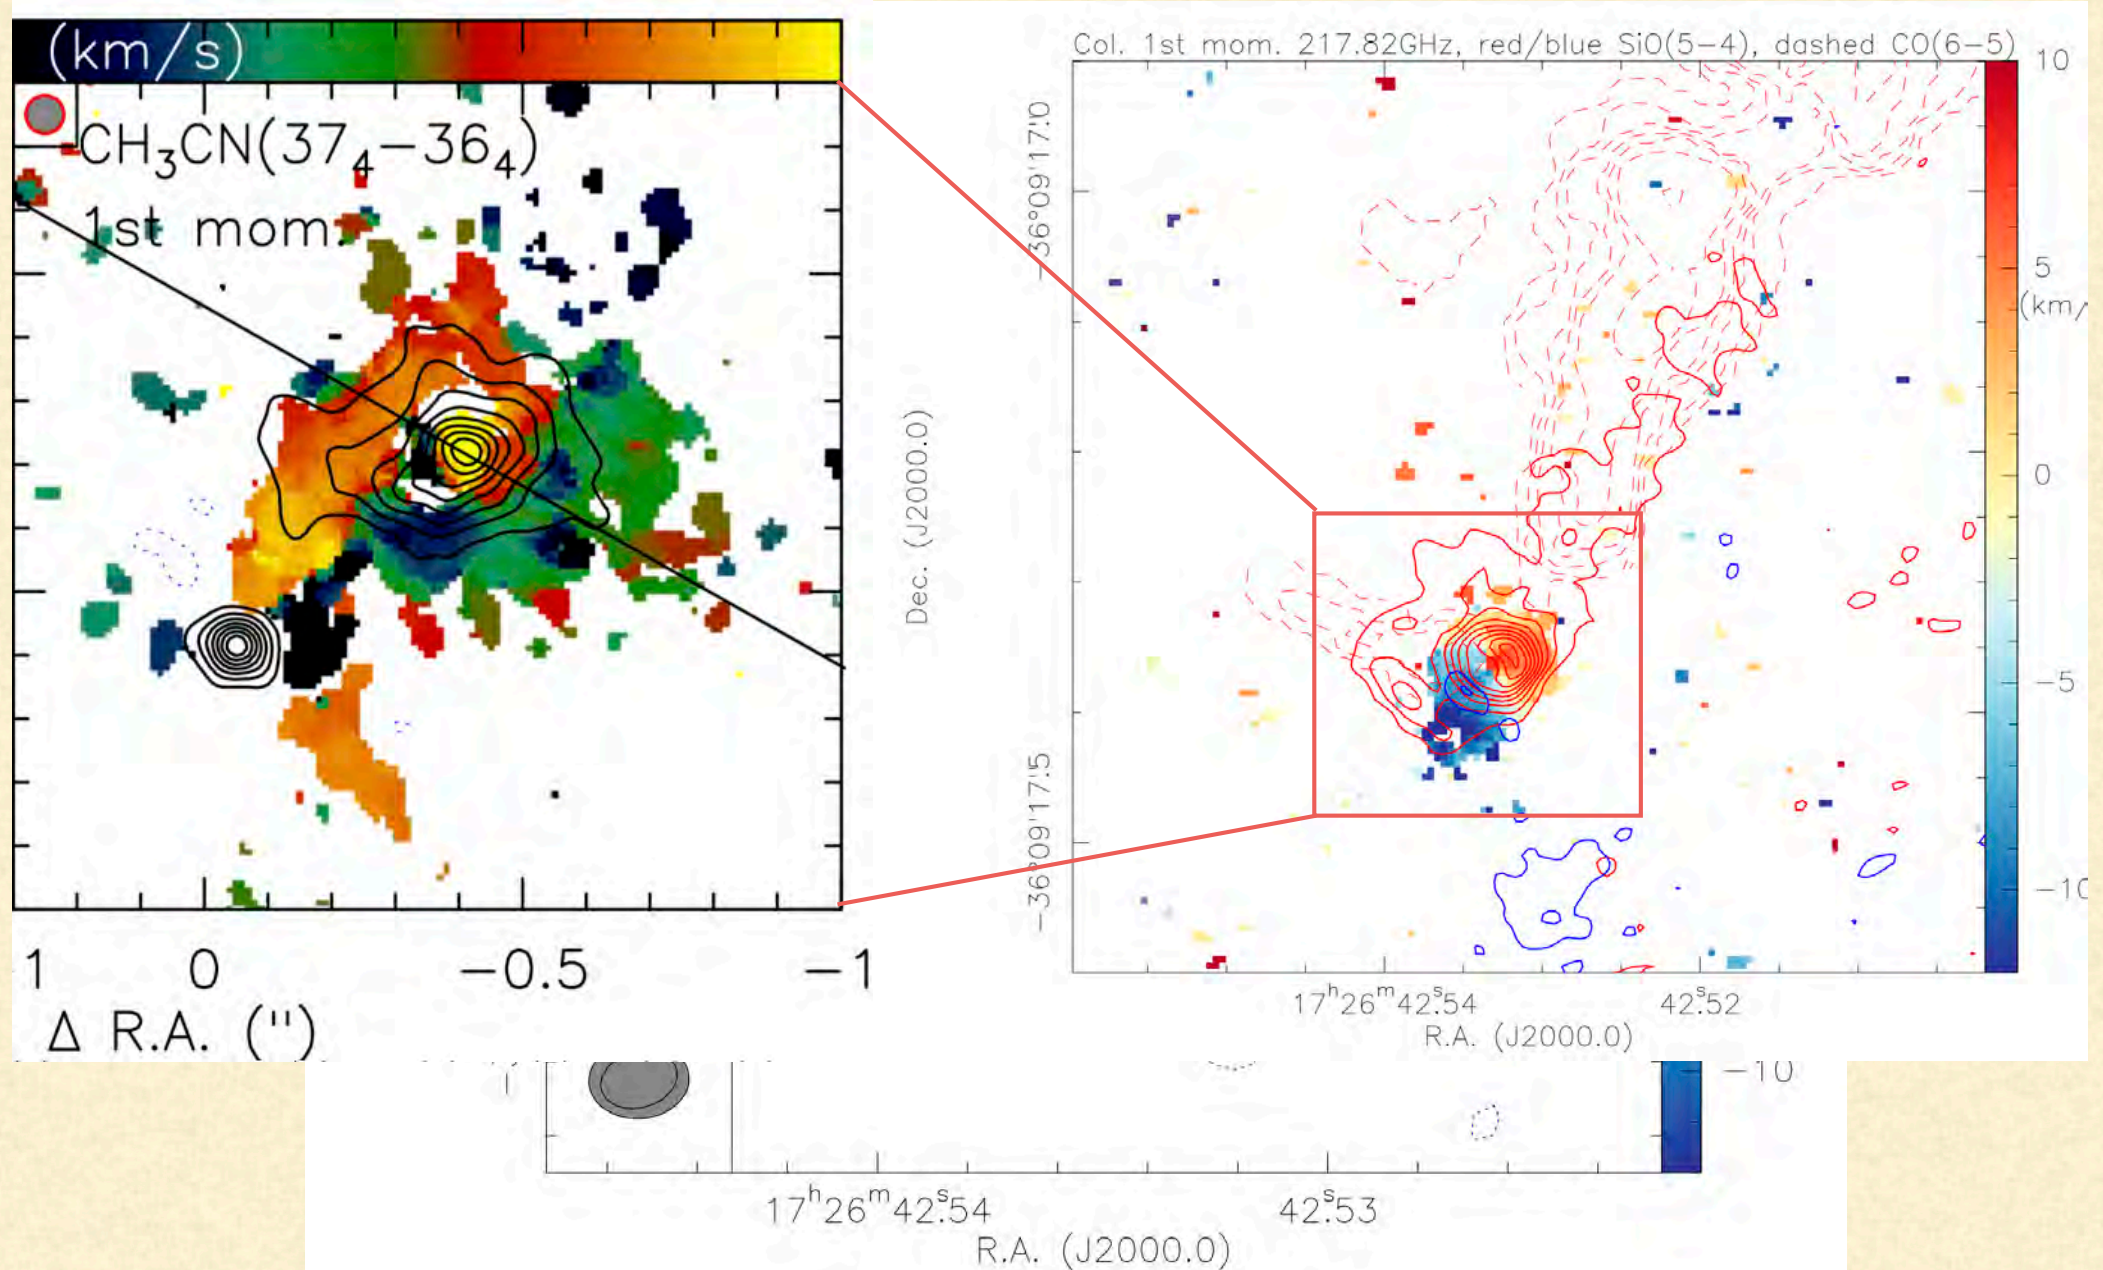 (km/s)
CH₃CN(37₄−36₄)
1st mom.
1 0 −0.5 −1
Δ R.A. (")
Col. 1st mom. 217.82GHz, red/blue SiO(5−4), dashed CO(6−5)
10
5
(km/
0
−5
−10
−36°09'17.'0
Dec. (J2000.0)
−36°09'17.'5
17ʰ26ᵐ42ˢ.54 42ˢ.52
R.A. (J2000.0)
−10
17ʰ26ᵐ42ˢ.54 42ˢ.53
R.A. (J2000.0)